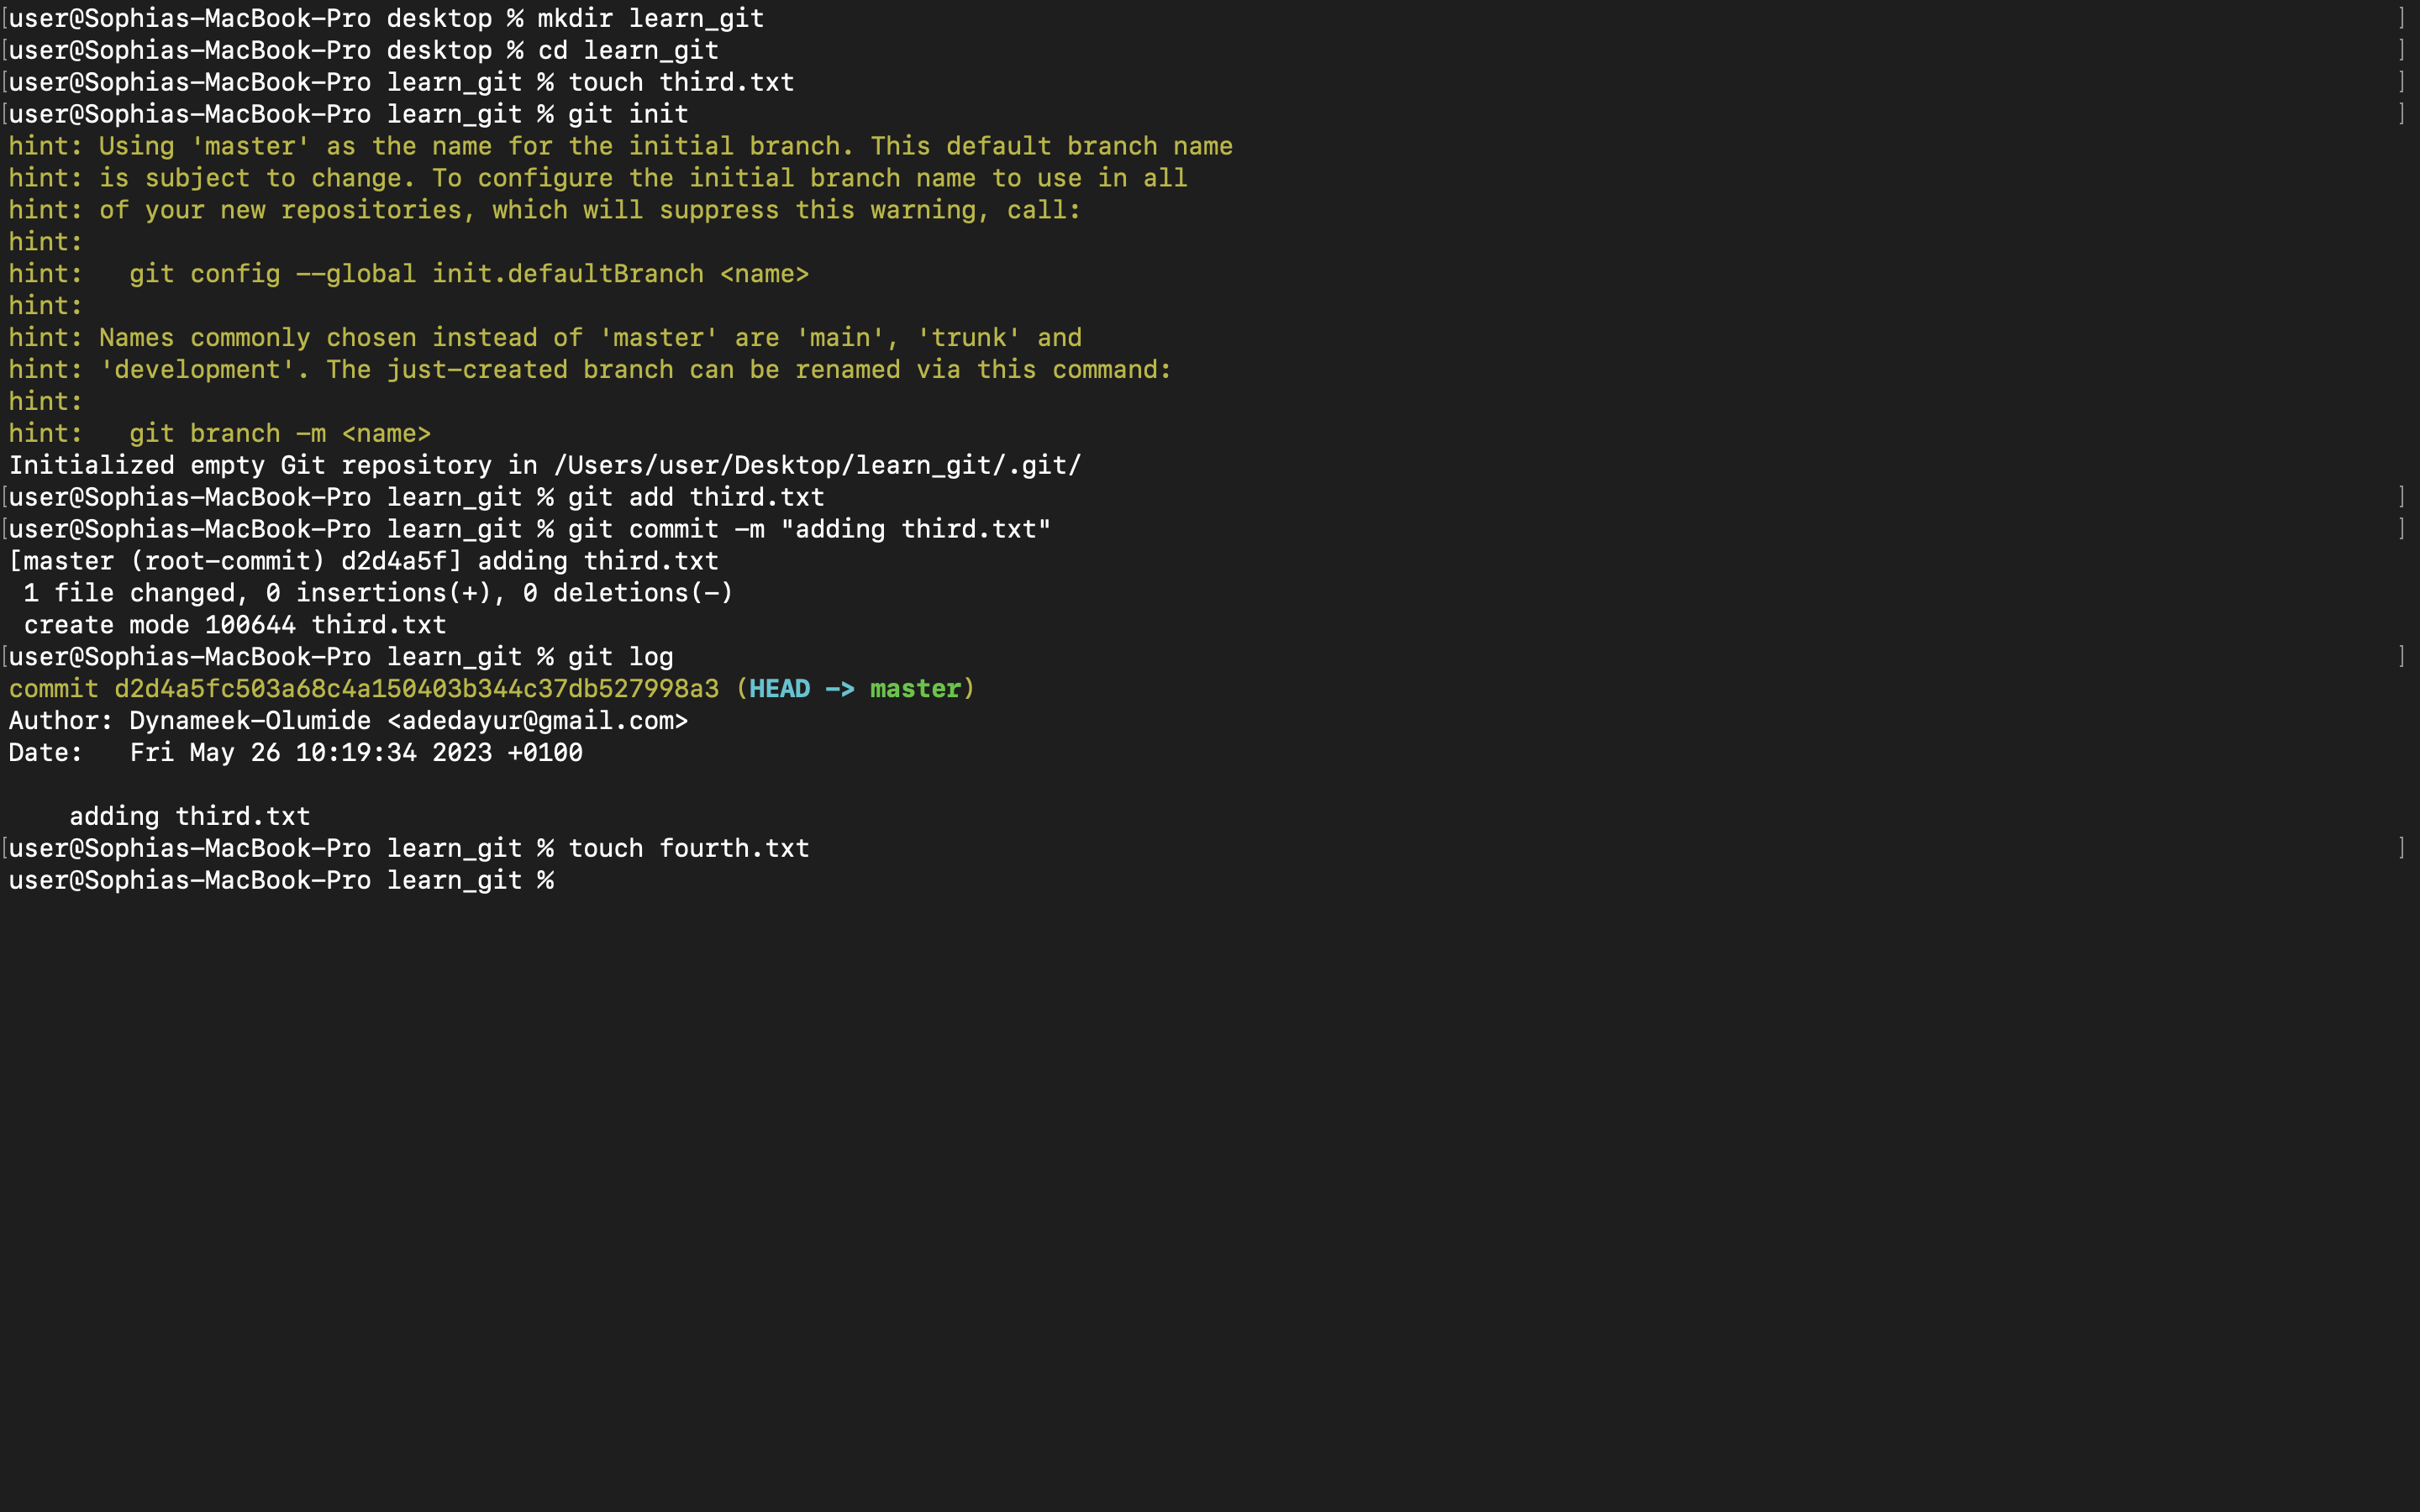 [user@Sophias-MacBook-Pro desktop % mkdir learn_git ]
[user@Sophias-MacBook-Pro desktop % cd learn_git ]
[user@Sophias-MacBook-Pro learn_git % touch third.txt ]
[user@Sophias-MacBook-Pro learn_git % git init ]
hint: Using 'master' as the name for the initial branch. This default branch name
hint: is subject to change. To configure the initial branch name to use in all
hint: of your new repositories, which will suppress this warning, call:
hint:
hint:   git config --global init.defaultBranch <name>
hint:
hint: Names commonly chosen instead of 'master' are 'main', 'trunk' and
hint: 'development'. The just-created branch can be renamed via this command:
hint:
hint:   git branch -m <name>
Initialized empty Git repository in /Users/user/Desktop/learn_git/.git/
[user@Sophias-MacBook-Pro learn_git % git add third.txt ]
[user@Sophias-MacBook-Pro learn_git % git commit -m "adding third.txt" ]
[master (root-commit) d2d4a5f] adding third.txt
 1 file changed, 0 insertions(+), 0 deletions(-)
 create mode 100644 third.txt
[user@Sophias-MacBook-Pro learn_git % git log ]
commit d2d4a5fc503a68c4a150403b344c37db527998a3 (HEAD -> master)
Author: Dynameek-Olumide <adedayur@gmail.com>
Date:   Fri May 26 10:19:34 2023 +0100

    adding third.txt
[user@Sophias-MacBook-Pro learn_git % touch fourth.txt ]
user@Sophias-MacBook-Pro learn_git %